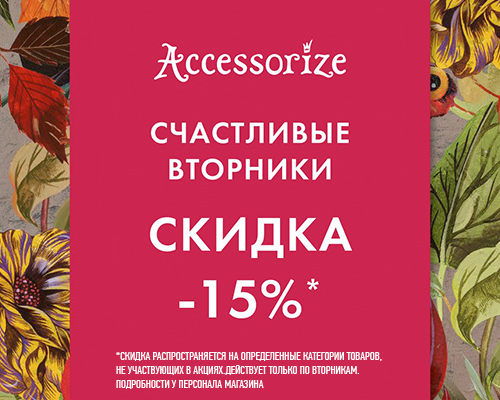 Accessorize
СЧАСТЛИВЫЕ
ВТОРНИКИ
СКИДКА
-15%*
*СКИДКА РАСПРОСТРАНЯЕТСЯ НА ОПРЕДЕЛЕННЫЕ КАТЕГОРИИ ТОВАРОВ,
НЕ УЧАСТВУЮЩИХ В АКЦИЯХ.ДЕЙСТВУЕТ ТОЛЬКО ПО ВТОРНИКАМ.
ПОДРОБНОСТИ У ПЕРСОНАЛА МАГАЗИНА